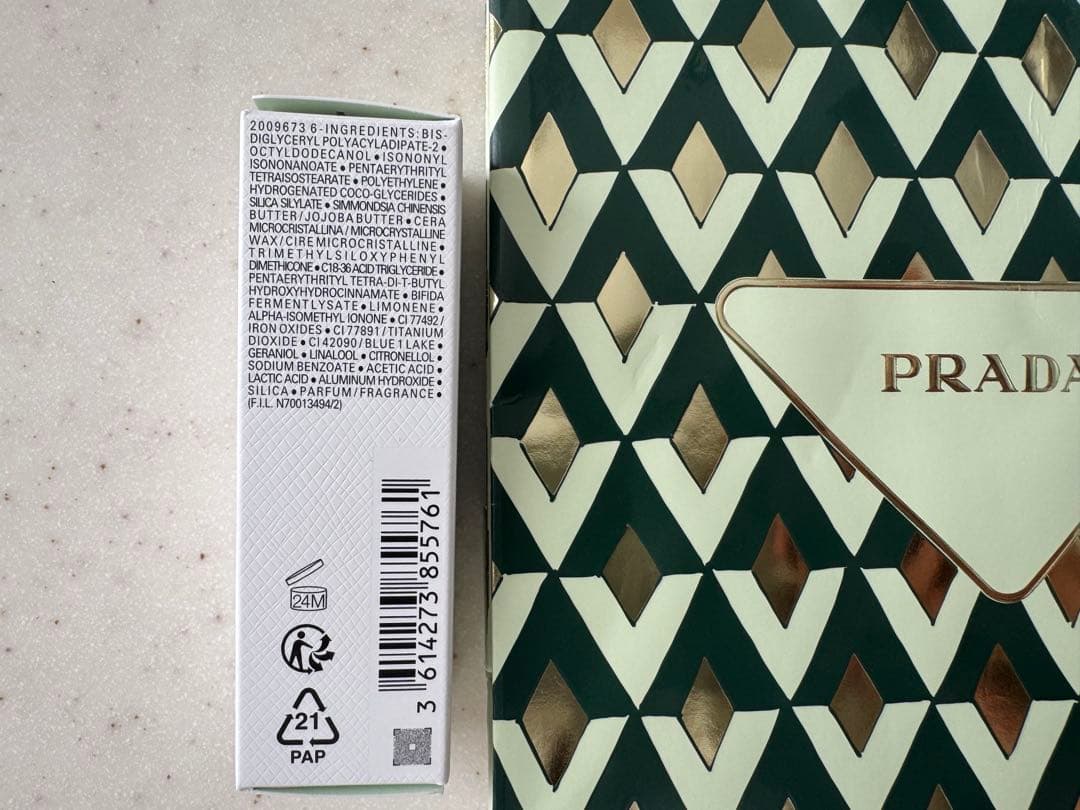 2009673 6 - INGREDIENTS: BIS-
DIGLYCERYL POLYACYLADIPATE-2 •
OCTYLDODECANOL • ISONONYL
ISONONANOATE • PENTAERYTHRITYL
TETRAISOSTEARATE • POLYETHYLENE •
HYDROGENATED COCO-GLYCERIDES •
SILICA SILYLATE • SIMMONDSIA CHINENSIS
BUTTER / JOJOBA BUTTER • CERA
MICROCRISTALLINA / MICROCRYSTALLINE
WAX / CIRE MICROCRISTALLINE •
TRIMETHYLSILOXYPHENYL
DIMETHICONE • C18-36 ACID TRIGLYCERIDE •
PENTAERYTHRITYL TETRA-DI-T-BUTYL
HYDROXYHYDROCINNAMATE • BIFIDA
FERMENT LYSATE • LIMONENE •
ALPHA-ISOMETHYL IONONE • CI 77492 /
IRON OXIDES • CI 77891 / TITANIUM
DIOXIDE • CI 42090 / BLUE 1 LAKE •
GERANIOL • LINALOOL • CITRONELLOL •
SODIUM BENZOATE • ACETIC ACID •
LACTIC ACID • ALUMINUM HYDROXIDE •
SILICA • PARFUM / FRAGRANCE •
(F.I.L. N70013494/2)
24M
21
PAP
3 614273 855761
PRADA